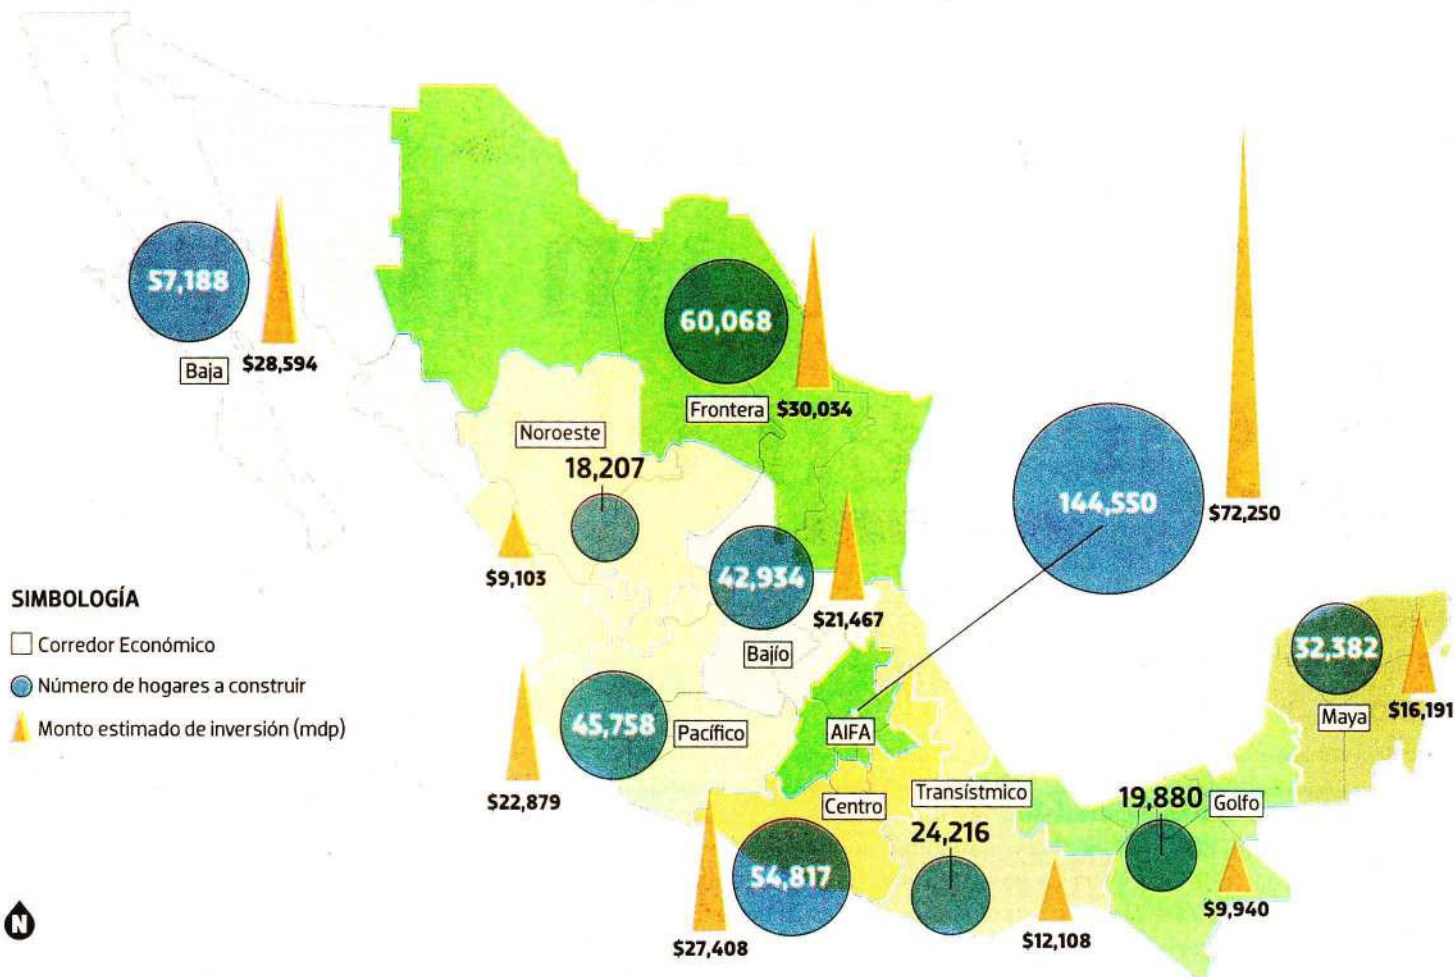 57,188
Baja
$28,594
60,068
Frontera
$30,034
Noroeste
18,207
$9,103
144,550
$72,250
42,934
$21,467
Bajío
SIMBOLOGÍA
Corredor Económico
Número de hogares a construir
Monto estimado de inversión (mdp)
45,758
Pacífico
$22,879
AIFA
32,382
Maya
$16,191
Centro
54,817
$27,408
Transístmico
24,216
$12,108
19,880
Golfo
$9,940
N